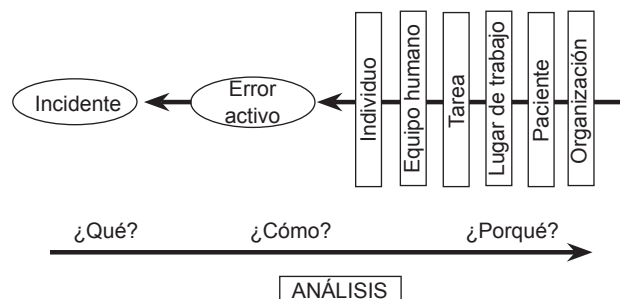 Incidente
Error
activo
Individuo
Equipo humano
Tarea
Lugar de trabajo
Paciente
Organización
¿Qué?
¿Cómo?
¿Porqué?
ANÁLISIS